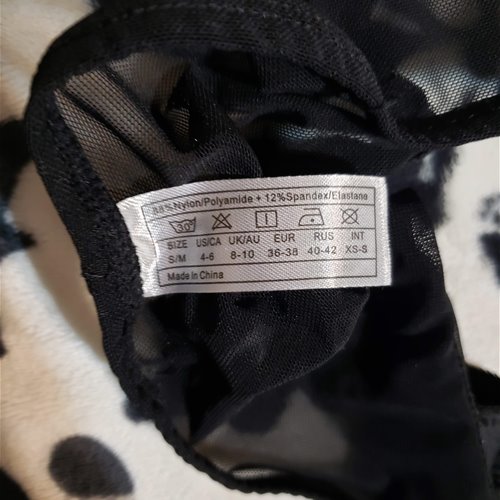 88%Nylon/Polyamide + 12%Spandex/Elastane
30°
SIZE US/CA UK/AU EUR RUS INT
S/M 4-6 8-10 36-38 40-42 XS-S
Made in China